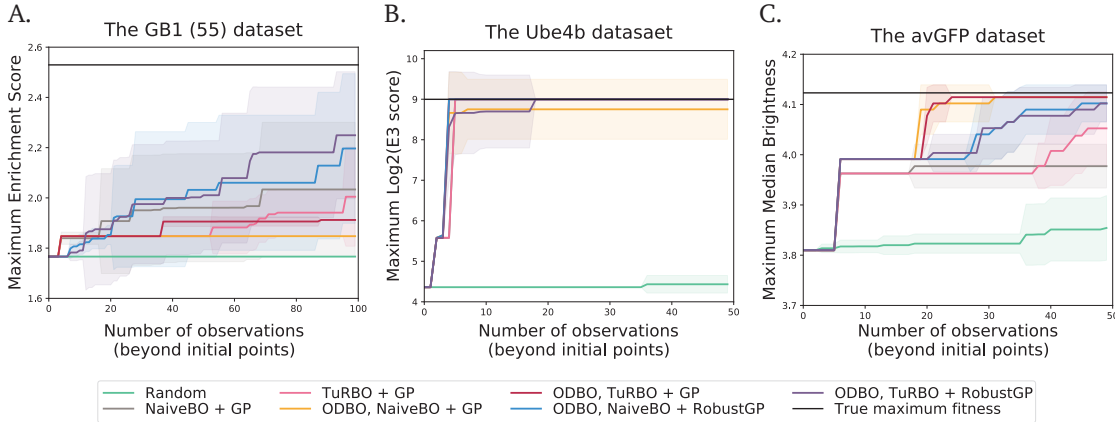 A.
The GB1 (55) dataset
Maximum Enrichment Score
2.6
2.4
2.2
2.0
1.8
1.6
0
20
40
60
80
100
Number of observations
(beyond initial points)
B.
The Ube4b datasaet
Maximum Log2(E3 score)
10
9
8
7
6
5
4
0
10
20
30
40
50
Number of observations
(beyond initial points)
C.
The avGFP dataset
Maximum Median Brightness
4.2
4.1
4.0
3.9
3.8
3.7
0
10
20
30
40
50
Number of observations
(beyond initial points)
Random
NaiveBO + GP
TuRBO + GP
ODBO, NaiveBO + GP
ODBO, TuRBO + GP
ODBO, NaiveBO + RobustGP
ODBO, TuRBO + RobustGP
True maximum fitness